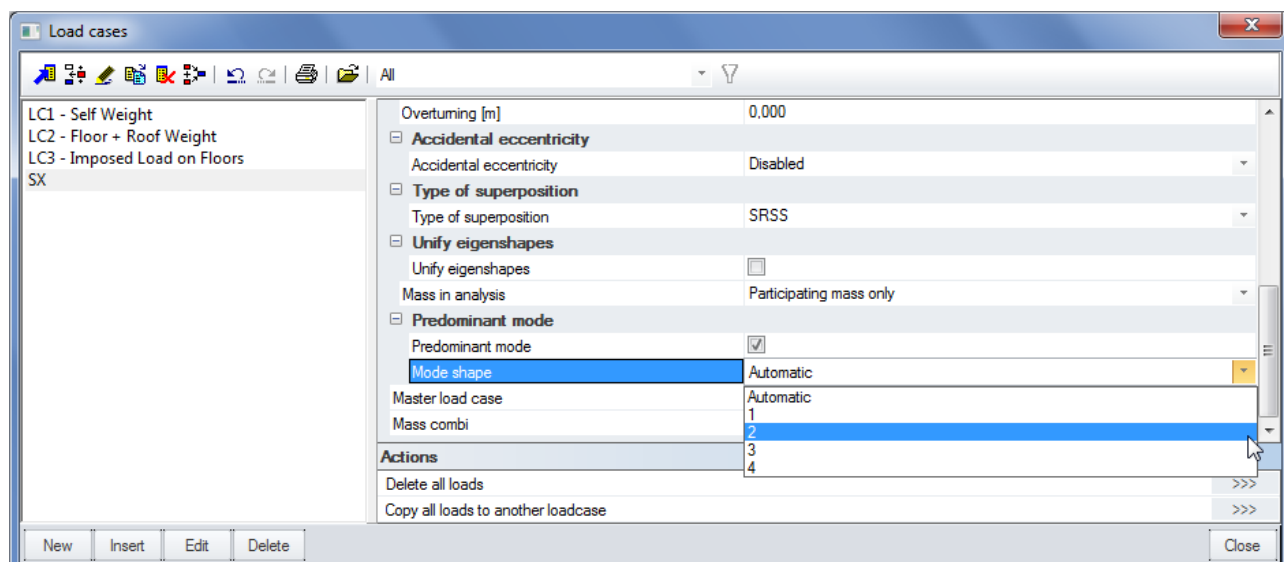 Load cases
All
LC1 - Self Weight
LC2 - Floor + Roof Weight
LC3 - Imposed Load on Floors
SX
Overturning [m] 0,000
Accidental eccentricity
Accidental eccentricity Disabled
Type of superposition
Type of superposition SRSS
Unify eigenshapes
Unify eigenshapes
Mass in analysis Participating mass only
Predominant mode
Predominant mode
Mode shape Automatic
Master load case
Mass combi
Automatic
1
2
3
4
Actions
Delete all loads >>>
Copy all loads to another loadcase >>>
New Insert Edit Delete Close